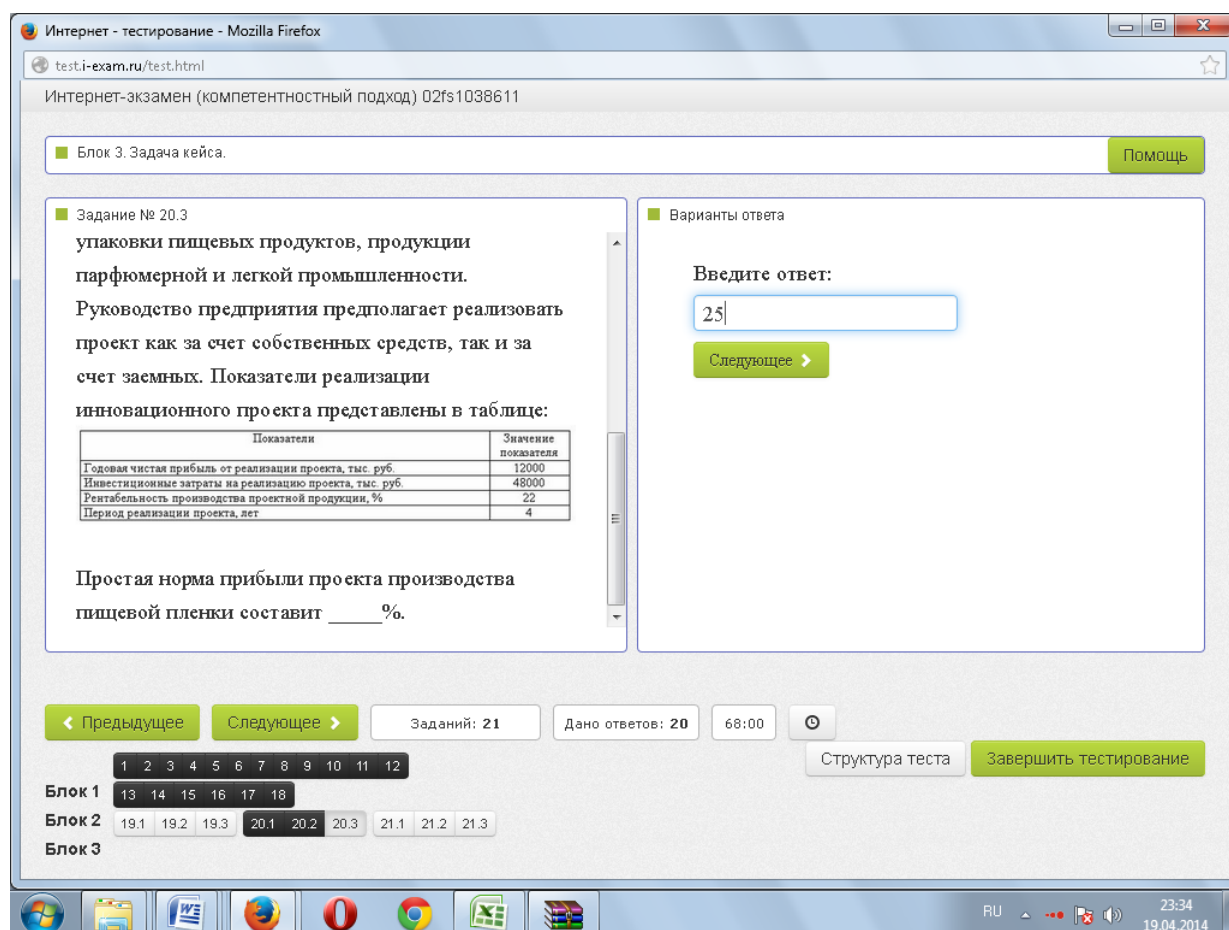 Интернет - тестирование - Mozilla Firefox
test.i-exam.ru/test.html
Интернет-экзамен (компетентностный подход) 02fs1038611
Блок 3. Задача кейса.
Помощь
Задание № 20.3
упаковки пищевых продуктов, продукции
парфюмерной и легкой промышленности.
Руководство предприятия предполагает реализовать
проект как за счет собственных средств, так и за
счет заемных. Показатели реализации
инновационного проекта представлены в таблице:
Показатели Значение показателя
Годовая чистая прибыль от реализации проекта, тыс. руб. 12000
Инвестиционные затраты на реализацию проекта, тыс. руб. 48000
Рентабельность производства проектной продукции, % 22
Период реализации проекта, лет 4
Простая норма прибыли проекта производства
пищевой пленки составит _____%.
Варианты ответа
Введите ответ:
25
Следующее
Предыдущее Следующее Заданий: 21 Дано ответов: 20 68:00
Структура теста Завершить тестирование
1 2 3 4 5 6 7 8 9 10 11 12
Блок 1
13 14 15 16 17 18
Блок 2
19.1 19.2 19.3 20.1 20.2 20.3 21.1 21.2 21.3
Блок 3
RU
23:34
19.04.2014